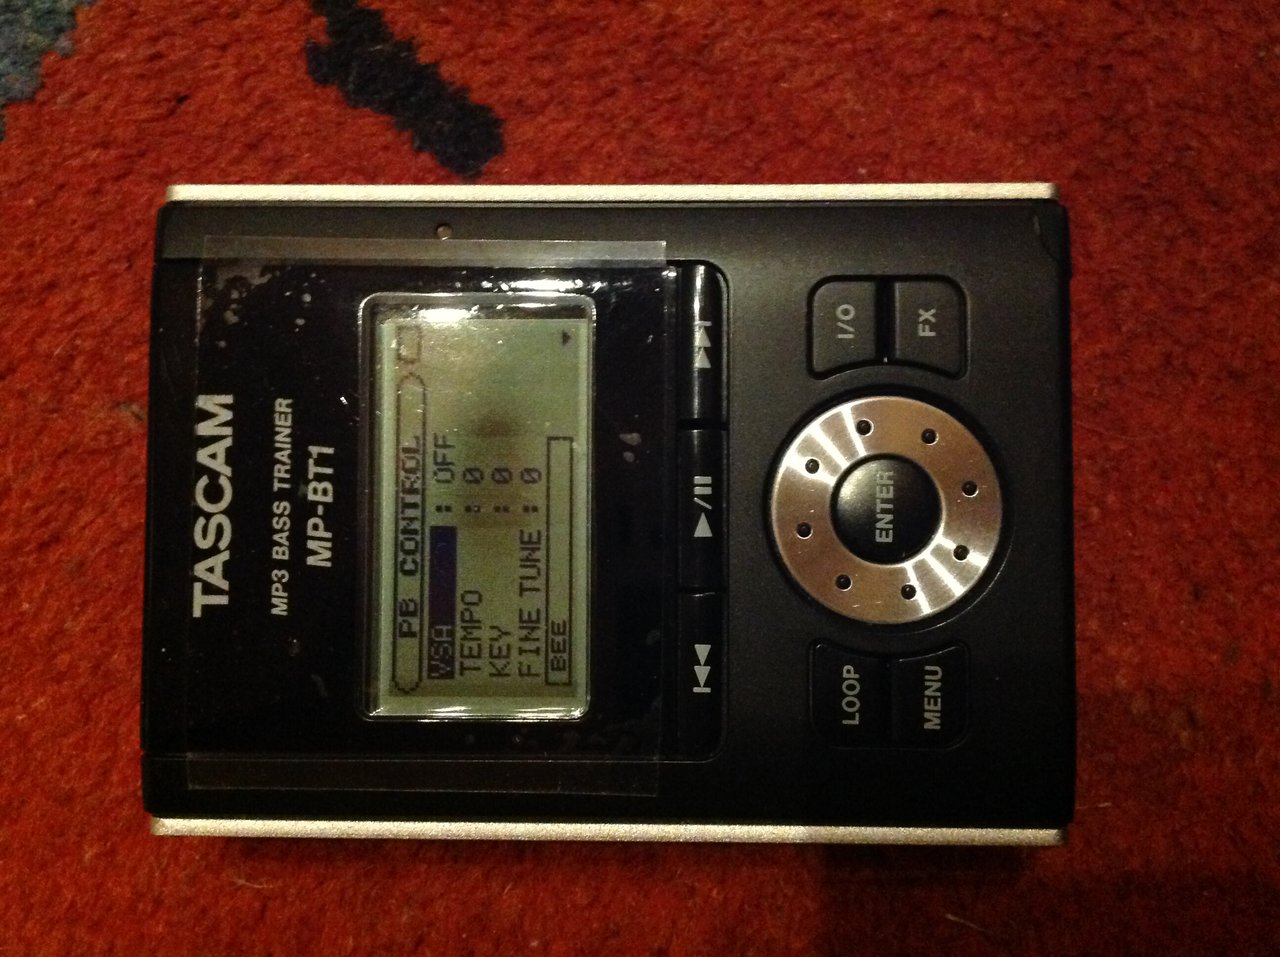 TASCAM
MP3 BASS TRAINER
MP-BT1
PB CONTROL
VSA : OFF
TEMPO : 0
KEY : 0
FINE TUNE : 0
BEE
LOOP
MENU
ENTER
I/O
FX